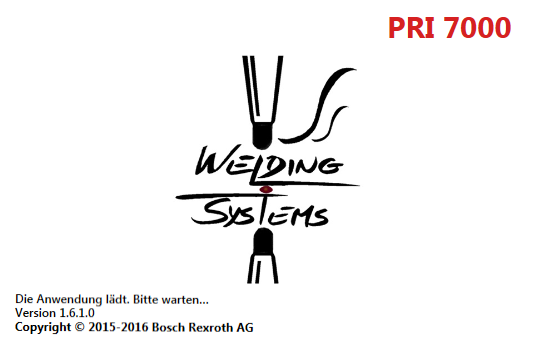 PRI 7000
WELDING
SYSTEMS
Die Anwendung lädt. Bitte warten...
Version 1.6.1.0
Copyright © 2015-2016 Bosch Rexroth AG